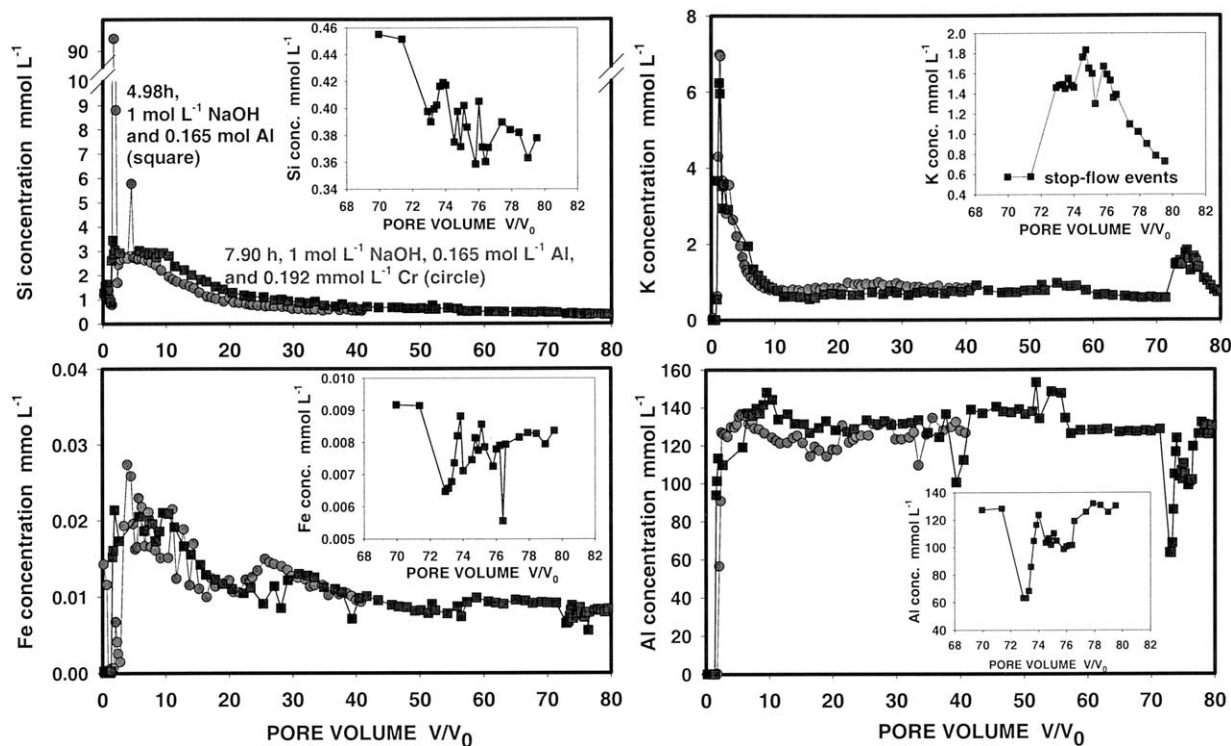 Si concentration mmol L⁻¹
90
10
9
8
7
6
5
4
3
2
1
0
0 10 20 30 40 50 60 70 80
4.98h,
1 mol L⁻¹ NaOH
and 0.165 mol Al
(square)
7.90 h, 1 mol L⁻¹ NaOH, 0.165 mol L⁻¹ Al,
and 0.192 mmol L⁻¹ Cr (circle)
Si conc. mmol L⁻¹
0.46
0.44
0.42
0.40
0.38
0.36
0.34
68 70 72 74 76 78 80 82
PORE VOLUME V/V₀
K concentration mmol L⁻¹
8
6
4
2
0
0 10 20 30 40 50 60 70 80
K conc. mmol L⁻¹
2.0
1.8
1.6
1.4
1.2
1.0
0.8
0.6
0.4
stop-flow events
68 70 72 74 76 78 80 82
PORE VOLUME V/V₀
Fe concentration mmo L⁻¹
0.04
0.03
0.02
0.01
0.00
0 10 20 30 40 50 60 70 80
PORE VOLUME V/V₀
Fe conc. mmol L⁻¹
0.010
0.009
0.008
0.007
0.006
0.005
68 70 72 74 76 78 80 82
PORE VOLUME V/V₀
Al concentration mmol L⁻¹
160
140
120
100
80
60
40
20
0
0 10 20 30 40 50 60 70 80
PORE VOLUME V/V₀
Al conc. mmol L⁻¹
140
120
100
80
60
40
68 70 72 74 76 78 80 82
PORE VOLUME V/V₀